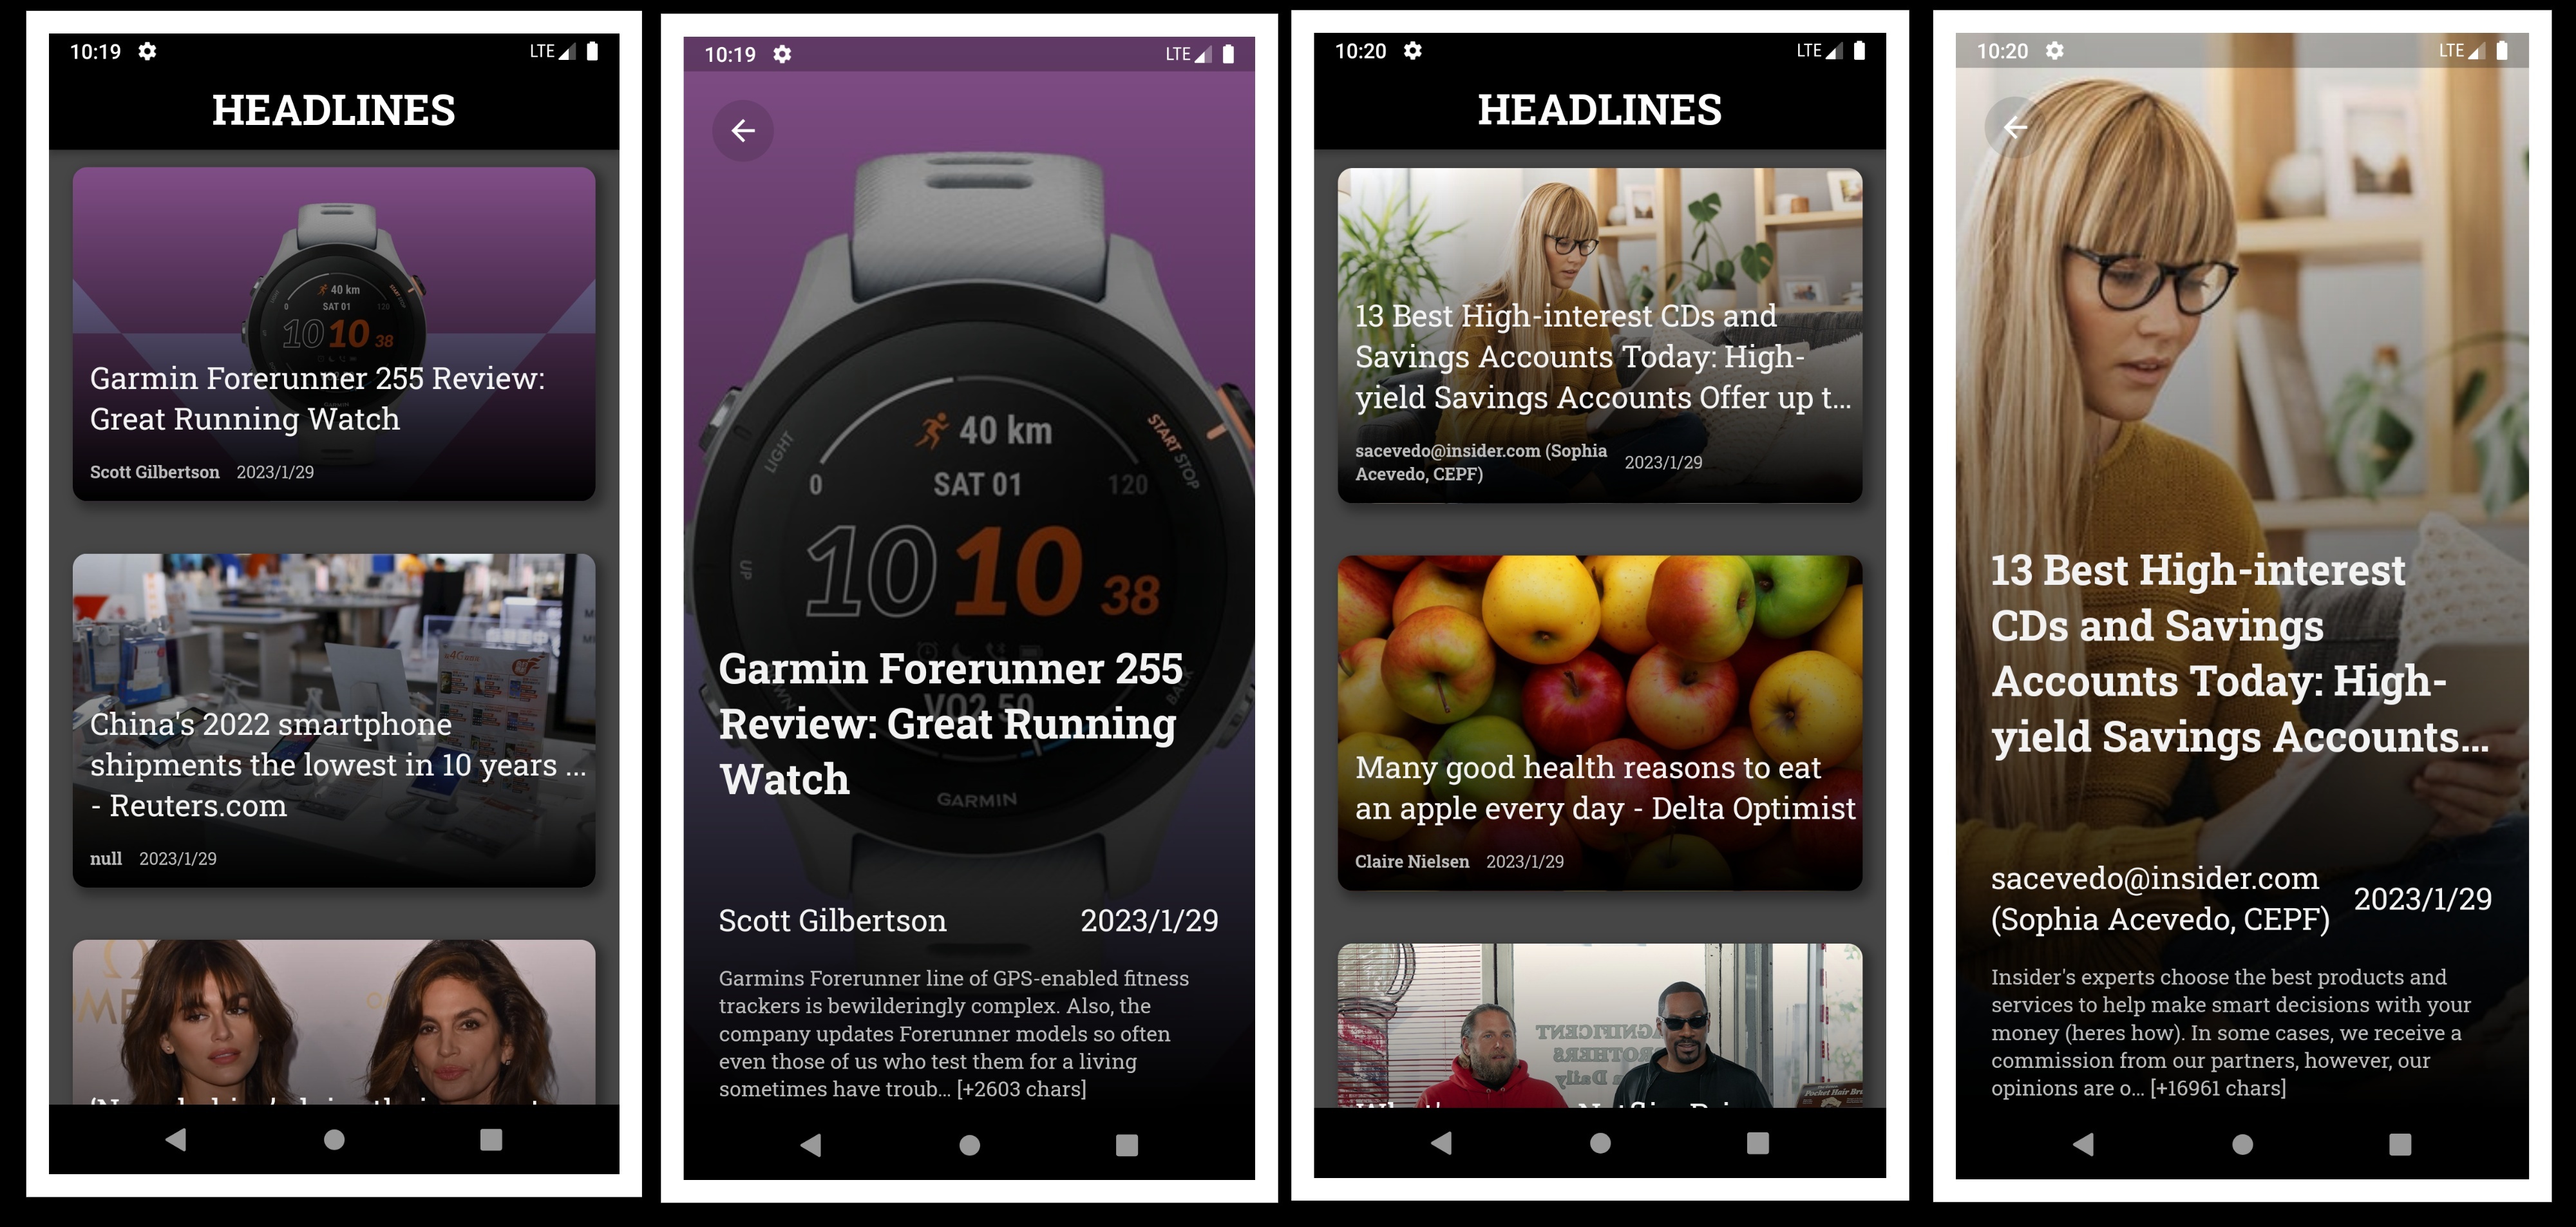 10:19
LTE
HEADLINES
40 km
0
SAT 01
120
10 10 38
Garmin Forerunner 255 Review:
Great Running Watch
Scott Gilbertson 2023/1/29
China's 2022 smartphone
shipments the lowest in 10 years ...
- Reuters.com
null 2023/1/29
10:19
LTE
40 km
LIGHT
START STOP
0
SAT 01
120
10 10 38
UP
Garmin Forerunner 255
Review: Great Running
Watch
VO2 50
BACK
GARMIN
Scott Gilbertson 2023/1/29
Garmins Forerunner line of GPS-enabled fitness
trackers is bewilderingly complex. Also, the
company updates Forerunner models so often
even those of us who test them for a living
sometimes have troub... [+2603 chars]
10:20
LTE
HEADLINES
13 Best High-interest CDs and
Savings Accounts Today: High-
yield Savings Accounts Offer up t...
sacevedo@insider.com (Sophia
Acevedo, CEPF)
2023/1/29
Many good health reasons to eat
an apple every day - Delta Optimist
Claire Nielsen 2023/1/29
10:20
LTE
13 Best High-interest
CDs and Savings
Accounts Today: High-
yield Savings Accounts...
sacevedo@insider.com
(Sophia Acevedo, CEPF)
2023/1/29
Insider's experts choose the best products and
services to help make smart decisions with your
money (heres how). In some cases, we receive a
commission from our partners, however, our
opinions are o... [+16961 chars]